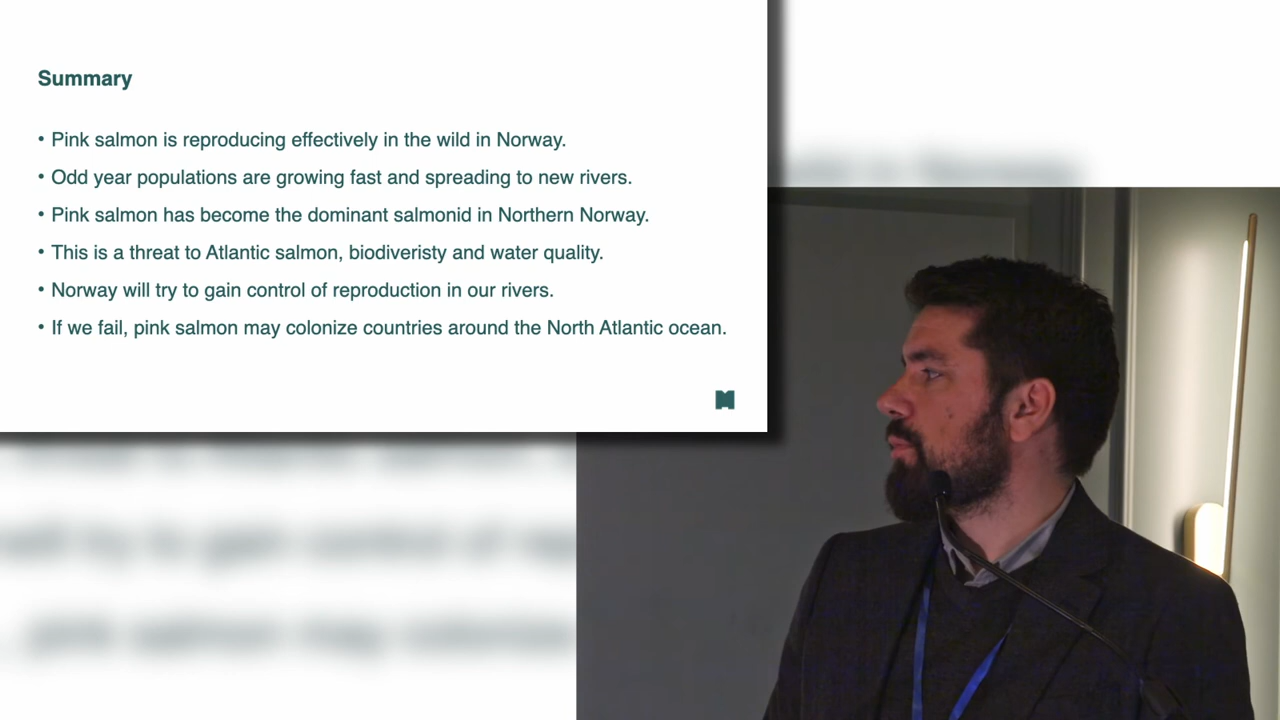 Summary
• Pink salmon is reproducing effectively in the wild in Norway.
• Odd year populations are growing fast and spreading to new rivers.
• Pink salmon has become the dominant salmonid in Northern Norway.
• This is a threat to Atlantic salmon, biodiveristy and water quality.
• Norway will try to gain control of reproduction in our rivers.
• If we fail, pink salmon may colonize countries around the North Atlantic ocean.